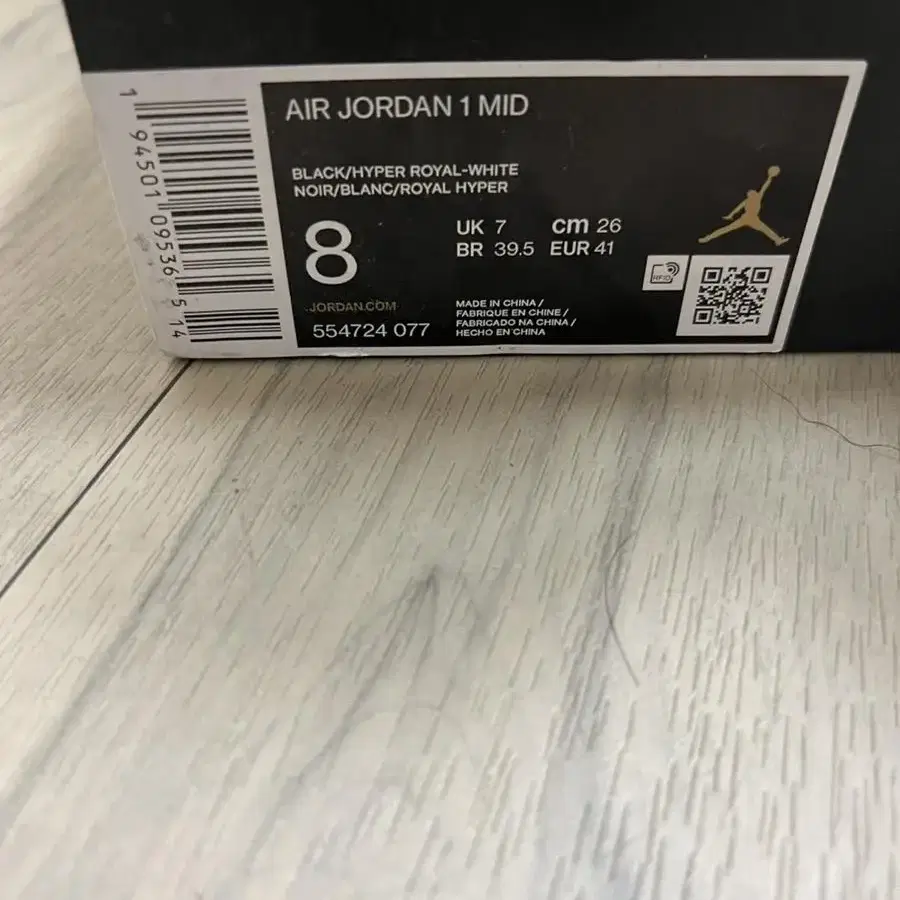 AIR JORDAN 1 MID
BLACK/HYPER ROYAL-WHITE
NOIR/BLANC/ROYAL HYPER
8
UK 7 cm 26
BR 39.5 EUR 41
JORDAN.COM
554724 077
MADE IN CHINA /
FABRIQUE EN CHINE /
FABRICADO NA CHINA /
HECHO EN CHINA
RFID
1 94501 09536 5 14